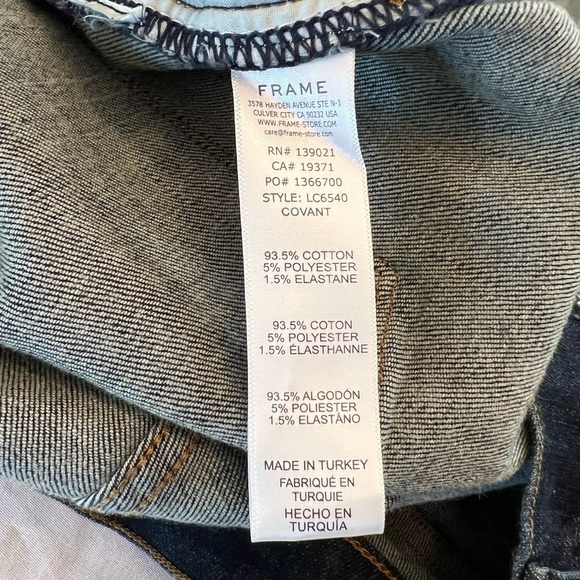 FRAME
3578 HAYDEN AVENUE STE N-1
CULVER CITY CA 90232 USA
WWW.FRAME-STORE.COM
care@frame-store.com
RN# 139021
CA# 19371
PO# 1366700
STYLE: LC6540
COVANT
93.5% COTTON
5% POLYESTER
1.5% ELASTANE
93.5% COTON
5% POLYESTER
1.5% ÉLASTHANNE
93.5% ALGODÓN
5% POLIESTER
1.5% ELASTÀNO
MADE IN TURKEY
FABRIQUÉ EN
TURQUIE
HECHO EN
TURQUÍA